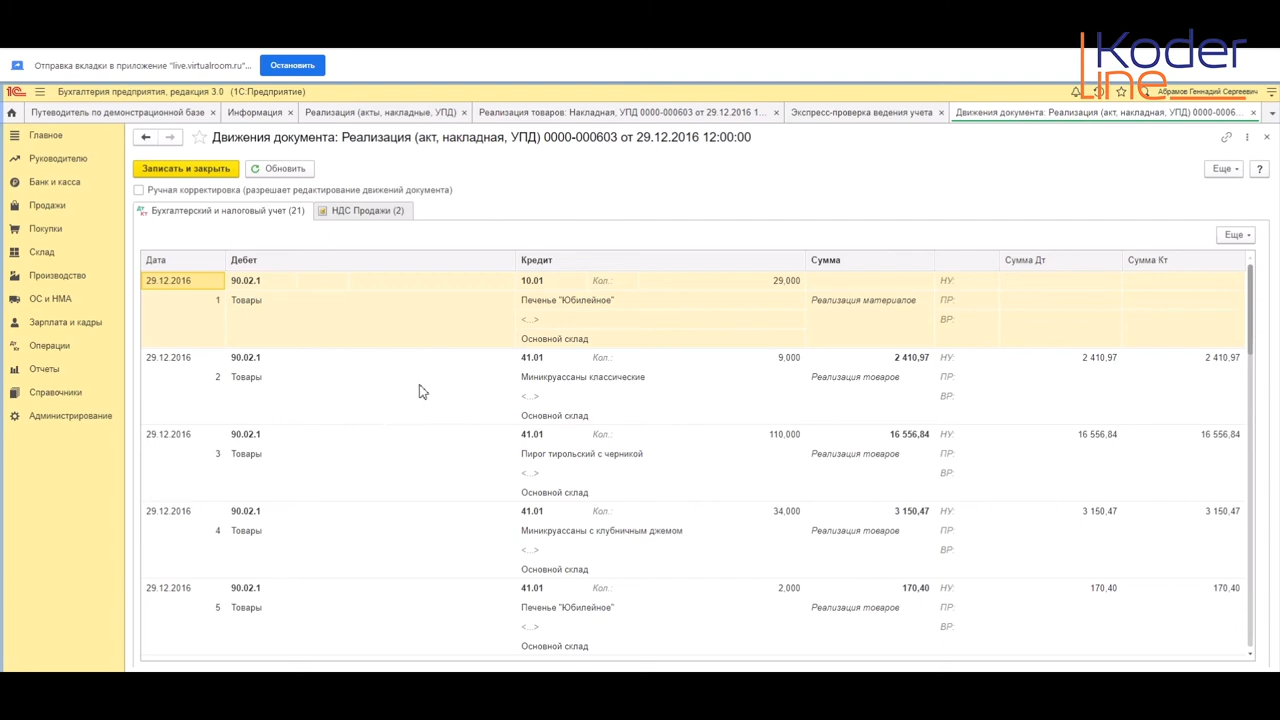 Koder
line
Отправка вкладки в приложение "live.virtualroom.ru"...
Остановить
1С
Бухгалтерия предприятия, редакция 3.0 (1С:Предприятие)
Абрамов Геннадий Сергеевич
Путеводитель по демонстрационной базе ×
Информация ×
Реализация (акты, накладные, УПД) ×
Реализация товаров: Накладная, УПД 0000-000603 от 29.12.2016 1... ×
Экспресс-проверка ведения учета ×
Движения документа: Реализация (акт, накладная, УПД) 0000-0006... ×
Главное
Руководителю
Банк и касса
Продажи
Покупки
Склад
Производство
ОС и НМА
Зарплата и кадры
Операции
Отчеты
Справочники
Администрирование
Движения документа: Реализация (акт, накладная, УПД) 0000-000603 от 29.12.2016 12:00:00
Записать и закрыть
Обновить
Еще
?
Ручная корректировка (разрешает редактирование движений документа)
Дт Кт Бухгалтерский и налоговый учет (21)
НДС Продажи (2)
Еще
Дата Дебет Кредит Сумма Сумма Дт Сумма Кт
29.12.2016 90.02.1 10.01 Кол.: 29,000 НУ:
1 Товары Печенье "Юбилейное" Реализация материалов ПР:
<...> ВР:
Основной склад
29.12.2016 90.02.1 41.01 Кол.: 9,000 2 410,97 НУ: 2 410,97 2 410,97
2 Товары Миникруассаны классические Реализация товаров ПР:
<...> ВР:
Основной склад
29.12.2016 90.02.1 41.01 Кол.: 110,000 16 556,84 НУ: 16 556,84 16 556,84
3 Товары Пирог тирольский с черникой Реализация товаров ПР:
<...> ВР:
Основной склад
29.12.2016 90.02.1 41.01 Кол.: 34,000 3 150,47 НУ: 3 150,47 3 150,47
4 Товары Миникруассаны с клубничным джемом Реализация товаров ПР:
<...> ВР:
Основной склад
29.12.2016 90.02.1 41.01 Кол.: 2,000 170,40 НУ: 170,40 170,40
5 Товары Печенье "Юбилейное" Реализация товаров ПР:
<...> ВР:
Основной склад